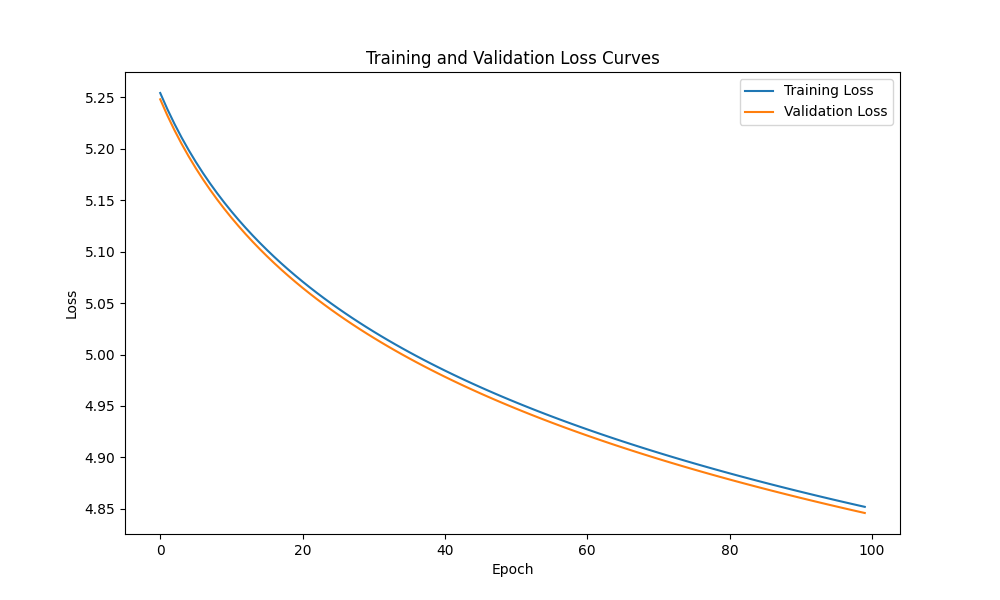 Training and Validation Loss Curves
Training Loss
Validation Loss
5.25
5.20
5.15
5.10
5.05
5.00
4.95
4.90
4.85
Loss
0 20 40 60 80 100
Epoch